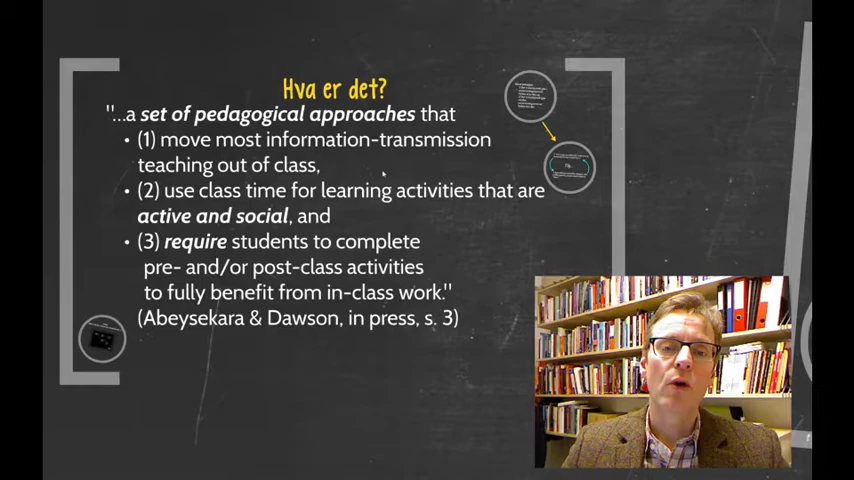 Hva er det?
"...a set of pedagogical approaches that
• (1) move most information-transmission
teaching out of class,
• (2) use class time for learning activities that are
active and social, and
• (3) require students to complete
pre- and/or post-class activities
to fully benefit from in-class work."
(Abeysekara & Dawson, in press, s. 3)